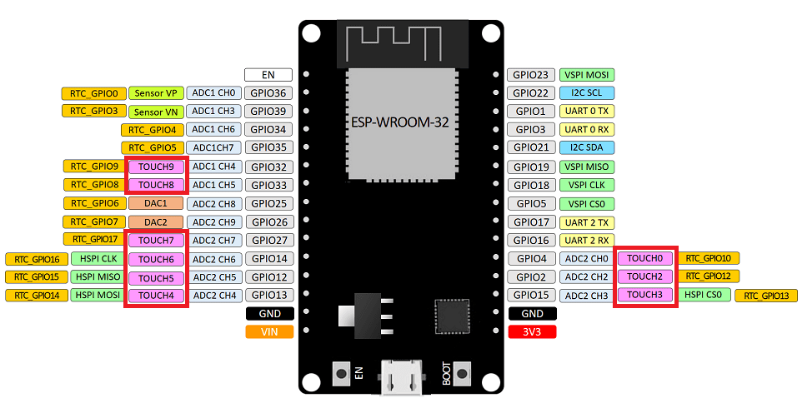 EN GPIO23 VSPI MOSI
RTC_GPIO0 Sensor VP ADC1 CH0 GPIO36 GPIO22 I2C SCL
RTC_GPIO3 Sensor VN ADC1 CH3 GPIO39 GPIO1 UART 0 TX
RTC_GPIO4 ADC1 CH6 GPIO34 ESP-WROOM-32 GPIO3 UART 0 RX
RTC_GPIO5 ADC1CH7 GPIO35 GPIO21 I2C SDA
RTC_GPIO9 TOUCH9 ADC1 CH4 GPIO32 GPIO19 VSPI MISO
RTC_GPIO8 TOUCH8 ADC1 CH5 GPIO33 GPIO18 VSPI CLK
RTC_GPIO6 DAC1 ADC2 CH8 GPIO25 GPIO5 VSPI CS0
RTC_GPIO7 DAC2 ADC2 CH9 GPIO26 GPIO17 UART 2 TX
RTC_GPIO17 TOUCH7 ADC2 CH7 GPIO27 GPIO16 UART 2 RX
RTC_GPIO16 HSPI CLK TOUCH6 ADC2 CH6 GPIO14 GPIO4 ADC2 CH0 TOUCH0 RTC_GPIO10
RTC_GPIO15 HSPI MISO TOUCH5 ADC2 CH5 GPIO12 GPIO2 ADC2 CH2 TOUCH2 RTC_GPIO12
RTC_GPIO14 HSPI MOSI TOUCH4 ADC2 CH4 GPIO13 GPIO15 ADC2 CH3 TOUCH3 HSPI CS0 RTC_GPIO13
GND GND
VIN 3V3
EN BOOT